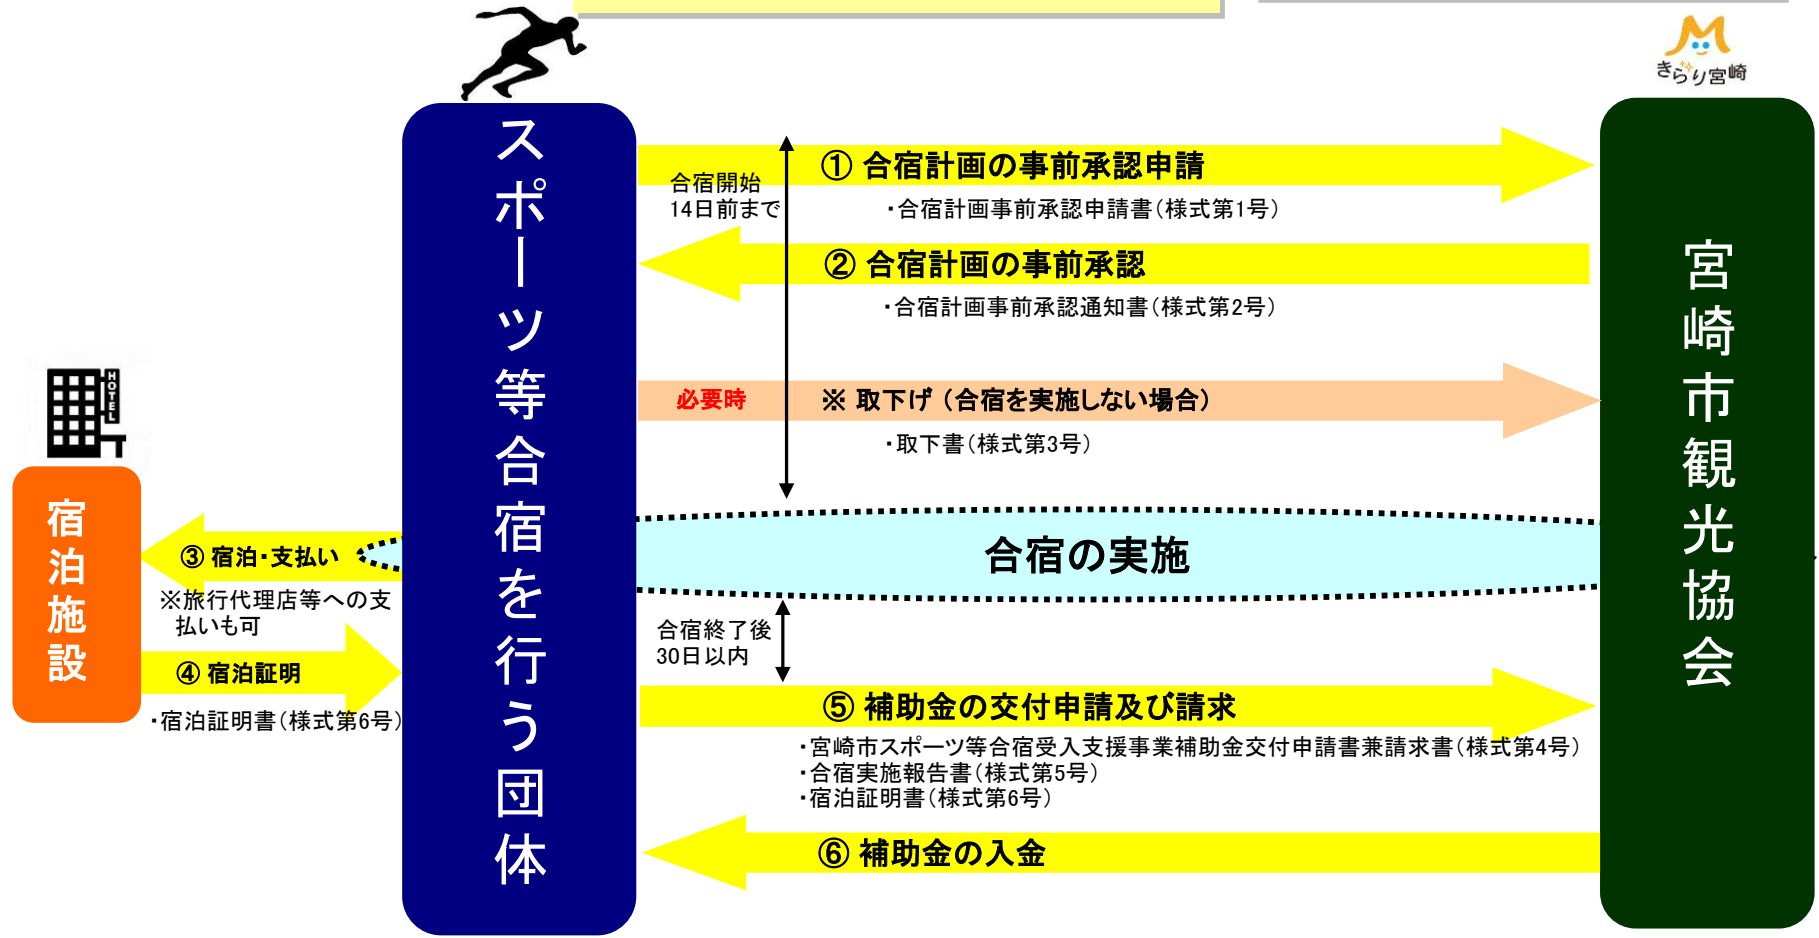 きらり宮崎
スポーツ等合宿を行う団体
宮崎市観光協会
① 合宿計画の事前承認申請
合宿開始
14日前まで
・合宿計画事前承認申請書(様式第1号)
② 合宿計画の事前承認
・合宿計画事前承認通知書(様式第2号)
必要時
※ 取下げ (合宿を実施しない場合)
・取下書(様式第3号)
HOTEL
宿泊施設
合宿の実施
③ 宿泊・支払い
※旅行代理店等への支
払いも可
④ 宿泊証明
・宿泊証明書(様式第6号)
合宿終了後
30日以内
⑤ 補助金の交付申請及び請求
・宮崎市スポーツ等合宿受入支援事業補助金交付申請書兼請求書(様式第4号)
・合宿実施報告書(様式第5号)
・宿泊証明書(様式第6号)
⑥ 補助金の入金